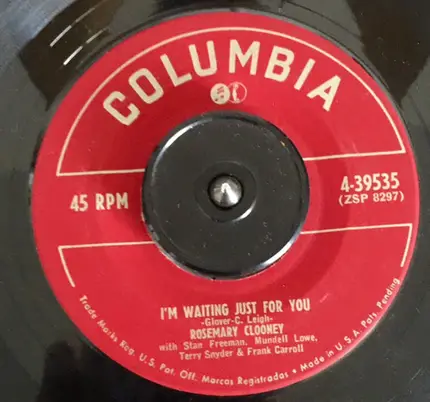 COLUMBIA
45 RPM
4-39535
(ZSP 8297)
I'M WAITING JUST FOR YOU
-Glover-C. Leigh-
ROSEMARY CLOONEY
with Stan Freeman, Mundell Lowe,
Terry Snyder & Frank Carroll
Trade Marks Reg. U.S. Pat. Off. Marcas Registradas • Made in U.S.A. Pats. Pending